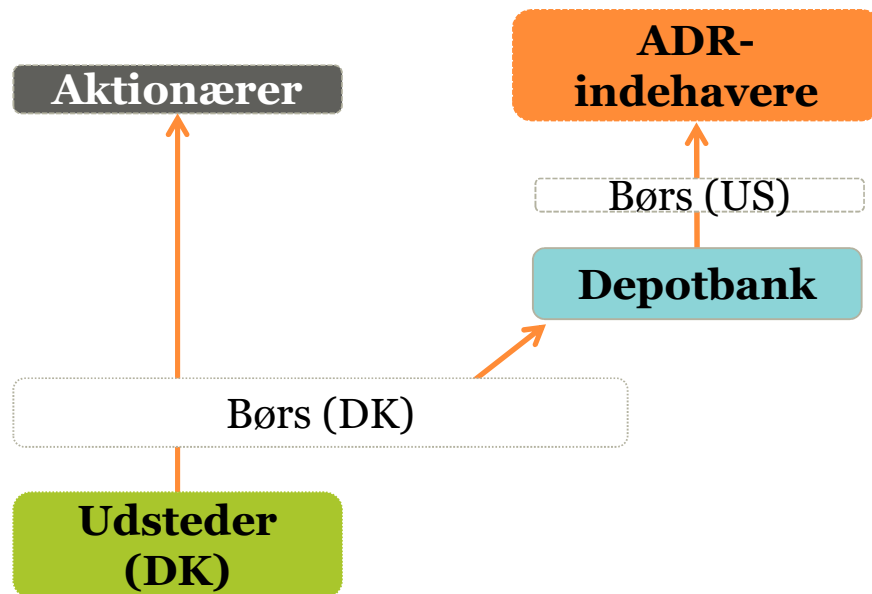 ADR-
indehavere
Aktionærer
Børs (US)
Depotbank
Børs (DK)
Udsteder
(DK)